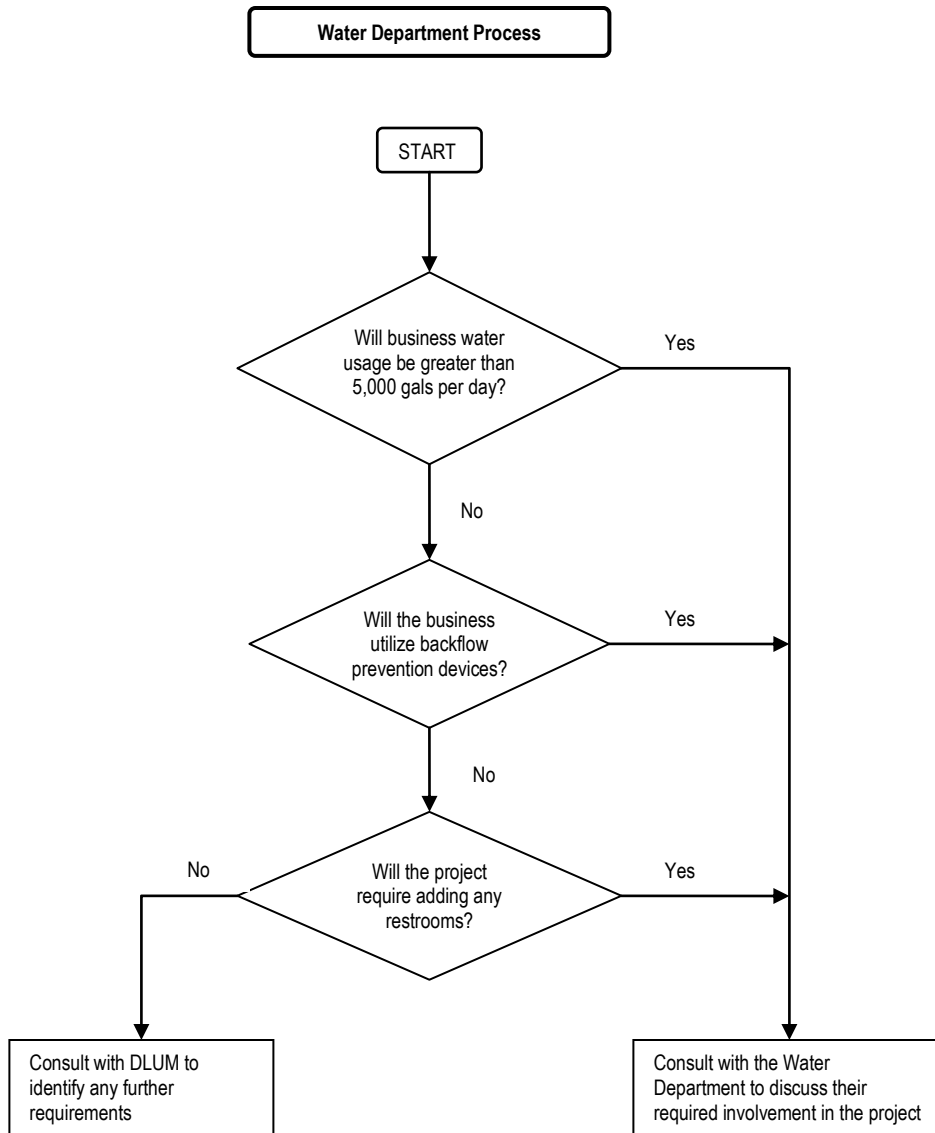 Water Department Process
START
Will business water
usage be greater than
5,000 gals per day?
Yes
No
Will the business
utilize backflow
prevention devices?
Yes
No
No
Will the project
require adding any
restrooms?
Yes
Consult with DLUM to
identify any further
requirements
Consult with the Water
Department to discuss their
required involvement in the project